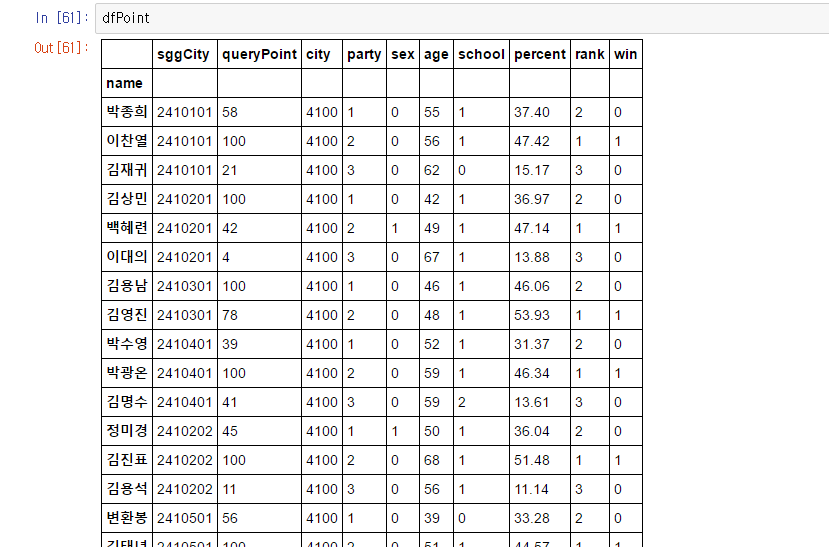 In [61]: dfPoint
Out[61]:
sggCity queryPoint city party sex age school percent rank win
name
박종희 2410101 58 4100 1 0 55 1 37.40 2 0
이찬열 2410101 100 4100 2 0 56 1 47.42 1 1
김재귀 2410101 21 4100 3 0 62 0 15.17 3 0
김상민 2410201 100 4100 1 0 42 1 36.97 2 0
백혜련 2410201 42 4100 2 1 49 1 47.14 1 1
이대의 2410201 4 4100 3 0 67 1 13.88 3 0
김용남 2410301 100 4100 1 0 46 1 46.06 2 0
김영진 2410301 78 4100 2 0 48 1 53.93 1 1
박수영 2410401 39 4100 1 0 52 1 31.37 2 0
박광온 2410401 100 4100 2 0 59 1 46.34 1 1
김명수 2410401 41 4100 3 0 59 2 13.61 3 0
정미경 2410202 45 4100 1 1 50 1 36.04 2 0
김진표 2410202 100 4100 2 0 68 1 51.48 1 1
김용석 2410202 11 4100 3 0 56 1 11.14 3 0
변환봉 2410501 56 4100 1 0 39 0 33.28 2 0
김태년 2410501 100 4100 2 0 51 1 44.57 1 1